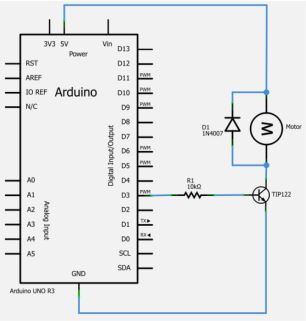 3V3 5V Vin
Power
D13
RST D12
PWM
AREF D11
PWM
IO REF Arduino D10
PWM
N/C D9
D8
D7
PWM
D6
PWM
D5
A0 D4
PWM
A1 D3
A2 D2
TX
A3 D1
RX
A4 D0
A5 SCL
SDA
Digital Input/Output
Analog Input
GND
Arduino UNO R3
D1
1N4007
M
Motor
R1
10kΩ
TIP122